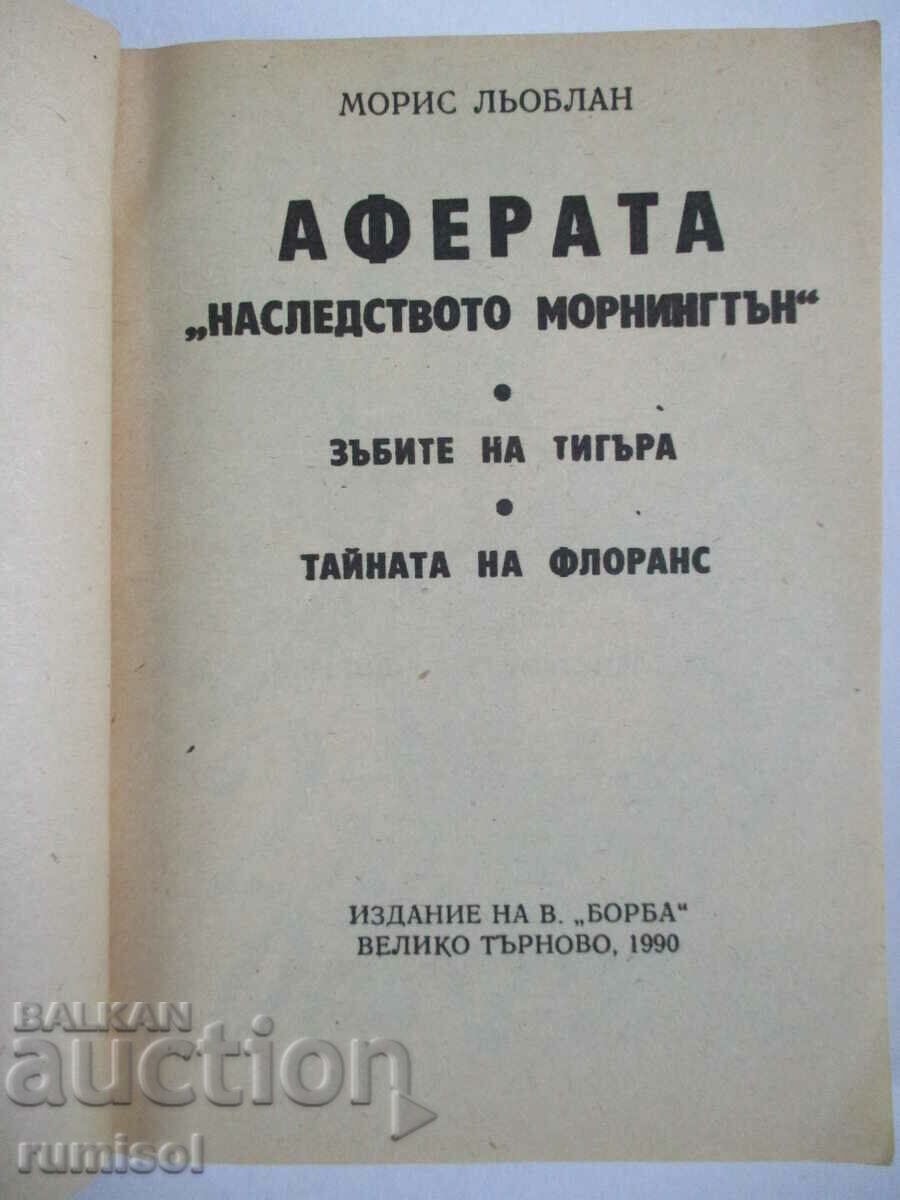 МОРИС ЛЬОБЛАН
АФЕРАТА
„НАСЛЕДСТВОТО МОРНИНГТЪН“
•
ЗЪБИТЕ НА ТИГЪРА
•
ТАЙНАТА НА ФЛОРАНС
ИЗДАНИЕ НА В. „БОРБА“
ВЕЛИКО ТЪРНОВО, 1990
BALKAN
auction
rumisol